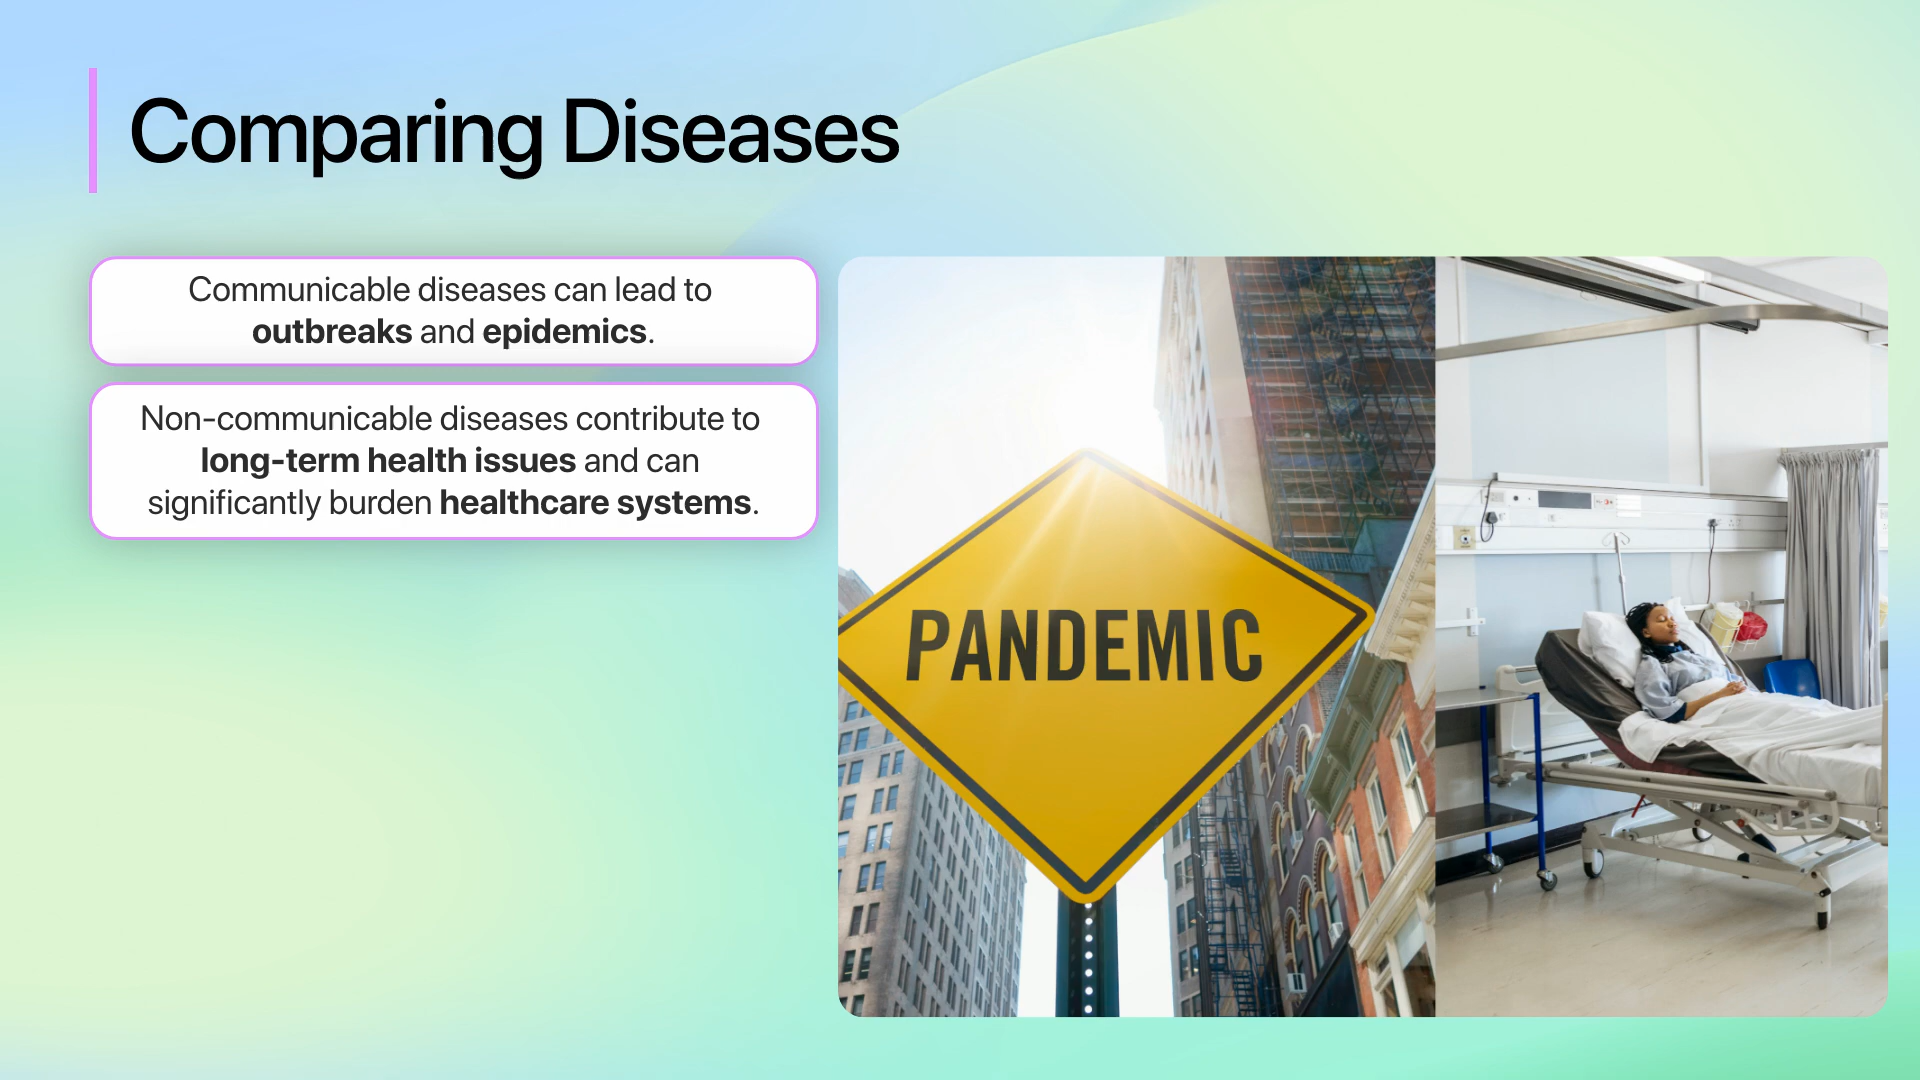 Comparing Diseases
Communicable diseases can lead to
outbreaks and epidemics.
Non-communicable diseases contribute to
long-term health issues and can
significantly burden healthcare systems.
PANDEMIC